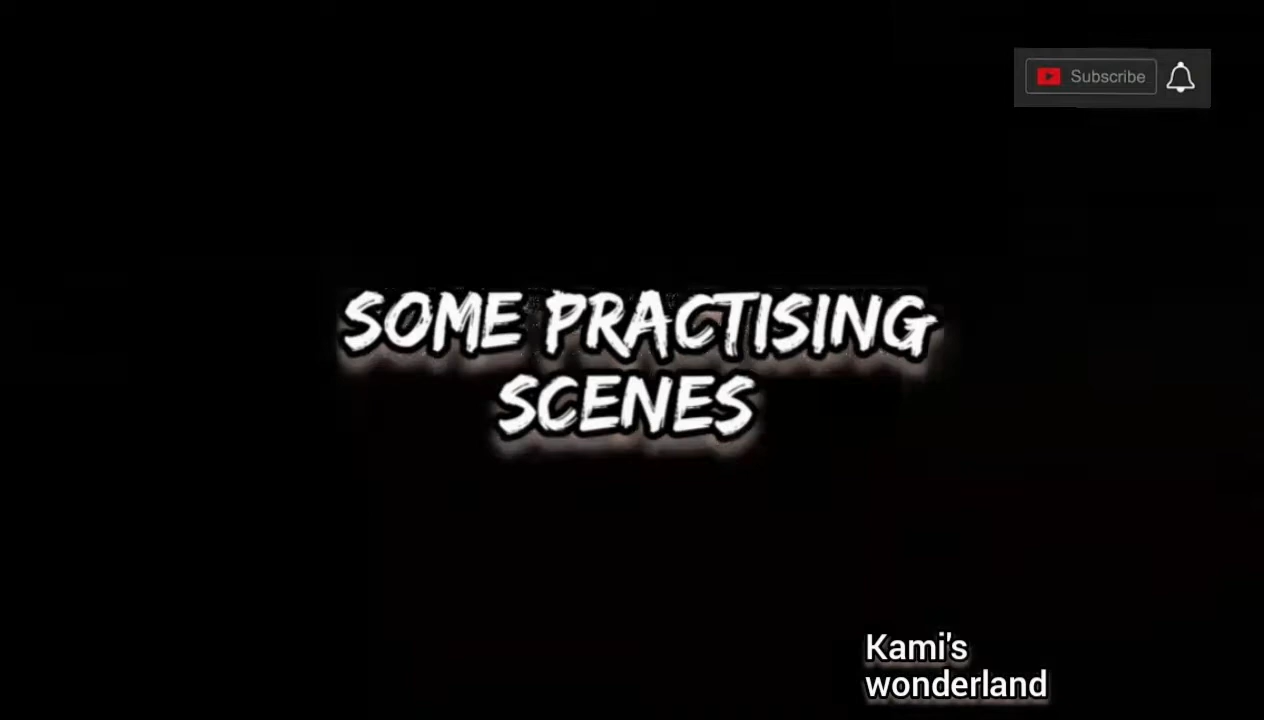 Subscribe
SOME PRACTISING
SCENES
Kami's
wonderland